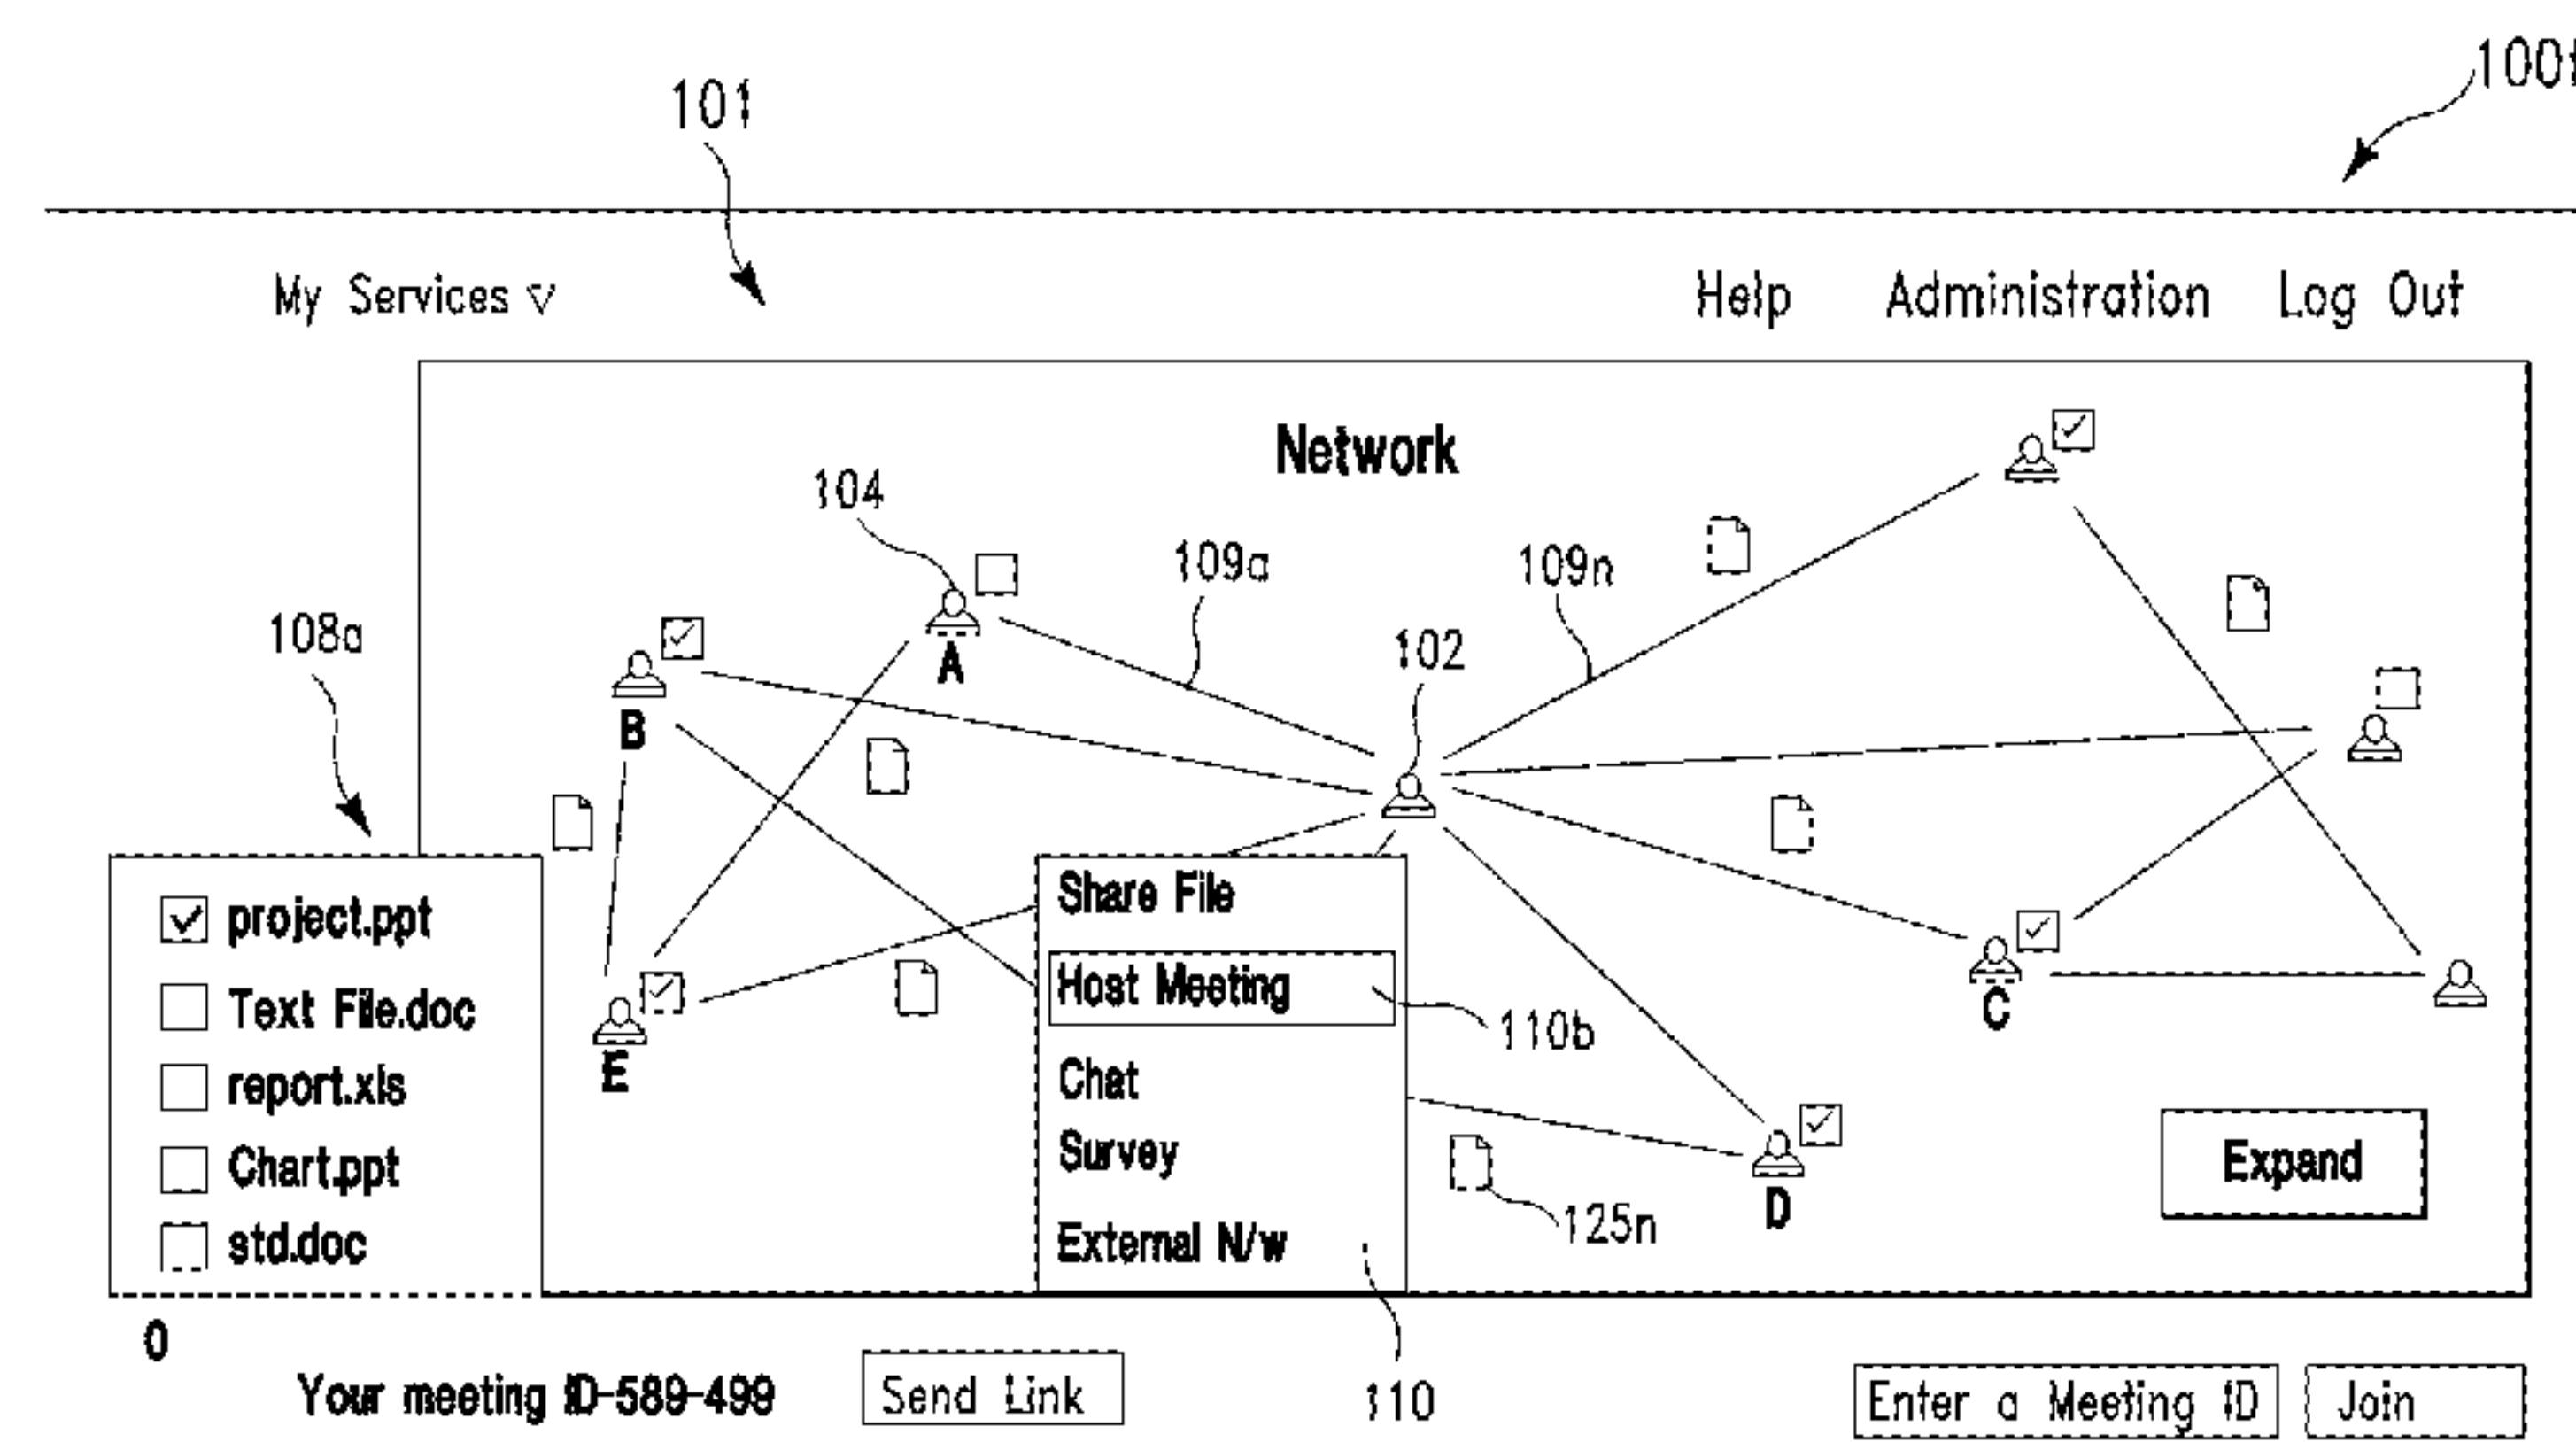 101
100f
My Services ▽
Help Administration Log Out
Network
104
109a
109n
102
108a
A
B
C
D
E
project.ppt
Text File.doc
report.xls
Chart.ppt
std.doc
Share File
Host Meeting
Chat
Survey
External N/w
110b
125n
Expand
0
Your meeting ID-589-499
Send Link
110
Enter a Meeting ID
Join